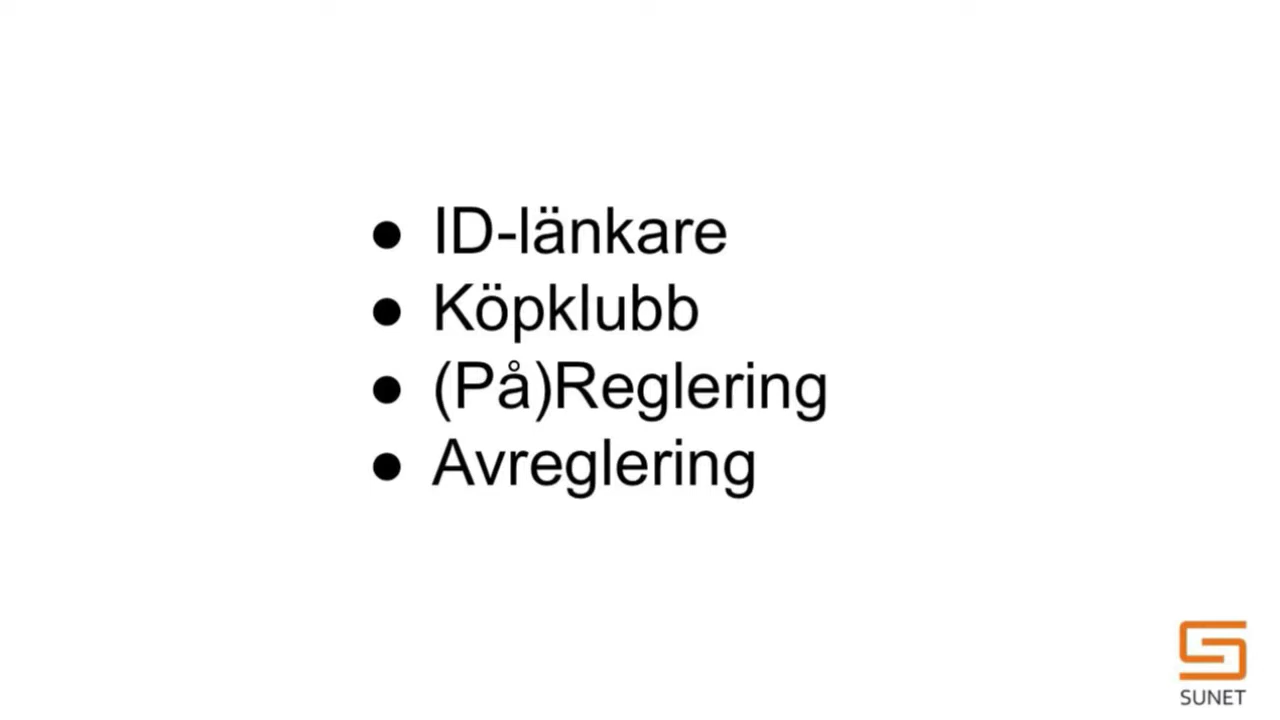 ● ID-länkare
● Köpklubb
● (På)Reglering
● Avreglering
SUNET